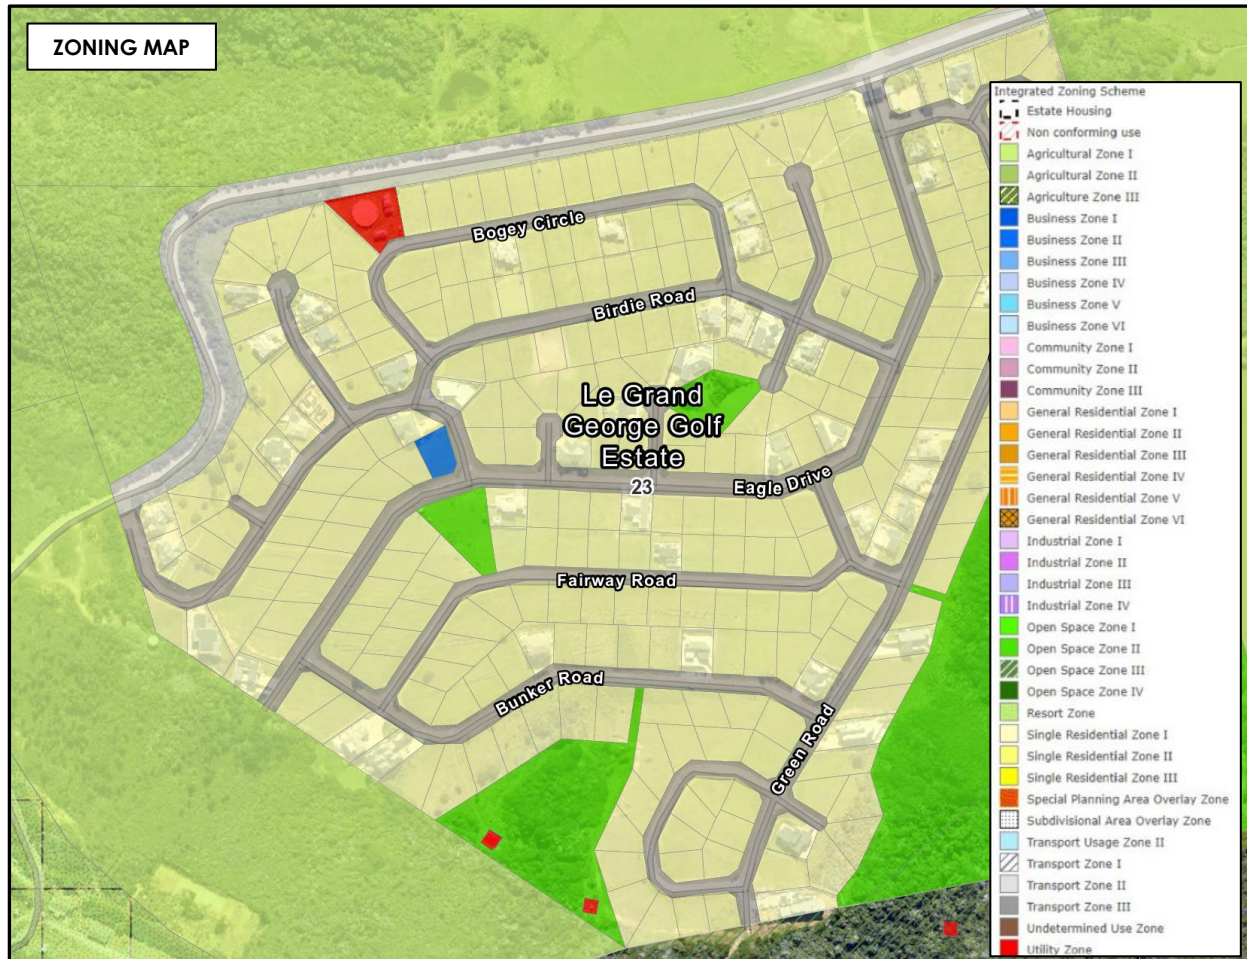 ZONING MAP
Integrated Zoning Scheme
Estate Housing
Non conforming use
Agricultural Zone I
Agricultural Zone II
Agriculture Zone III
Business Zone I
Business Zone II
Business Zone III
Business Zone IV
Business Zone V
Business Zone VI
Community Zone I
Community Zone II
Community Zone III
General Residential Zone I
General Residential Zone II
General Residential Zone III
General Residential Zone IV
General Residential Zone V
General Residential Zone VI
Industrial Zone I
Industrial Zone II
Industrial Zone III
Industrial Zone IV
Open Space Zone I
Open Space Zone II
Open Space Zone III
Open Space Zone IV
Resort Zone
Single Residential Zone I
Single Residential Zone II
Single Residential Zone III
Special Planning Area Overlay Zone
Subdivisional Area Overlay Zone
Transport Usage Zone II
Transport Zone I
Transport Zone II
Transport Zone III
Undetermined Use Zone
Utility Zone
Bogey Circle
Birdie Road
Le Grand
George Golf
Estate
23
Eagle Drive
Fairway Road
Bunker Road
Green Road